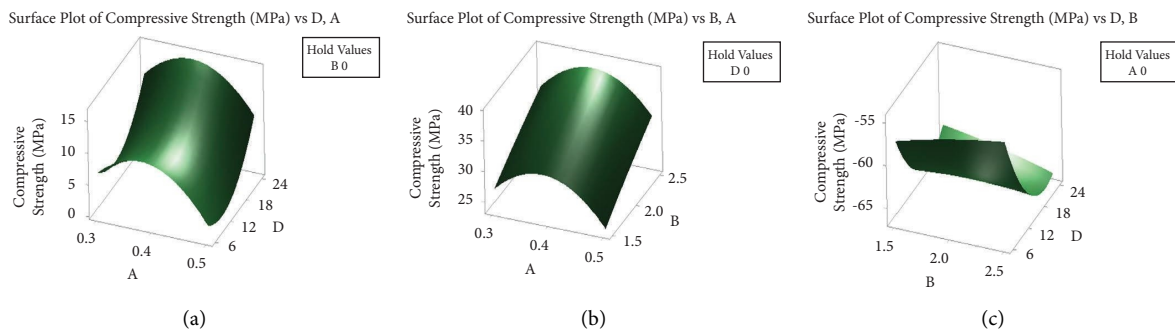 Surface Plot of Compressive Strength (MPa) vs D, A
Hold Values
B 0
15
10
5
0
Compressive
Strength (MPa)
0.3
0.4
0.5
A
24
18
12
6
D
(a)
Surface Plot of Compressive Strength (MPa) vs B, A
Hold Values
D 0
40
35
30
25
Compressive
Strength (MPa)
0.3
0.4
0.5
A
2.5
2.0
1.5
B
(b)
Surface Plot of Compressive Strength (MPa) vs D, B
Hold Values
A 0
-55
-60
-65
Compressive
Strength (MPa)
1.5
2.0
2.5
B
24
18
12
6
D
(c)